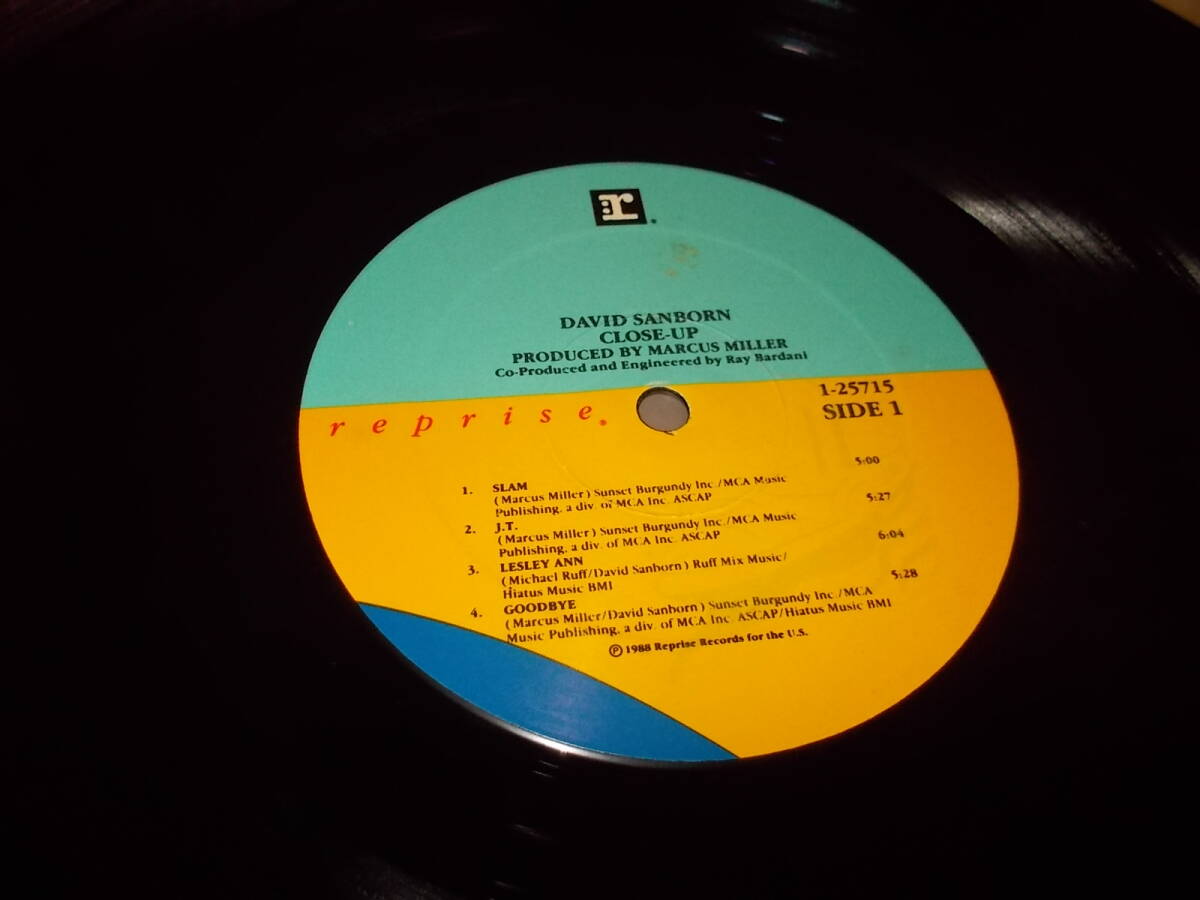 r
DAVID SANBORN
CLOSE-UP
PRODUCED BY MARCUS MILLER
Co-Produced and Engineered by Ray Bardani
reprise
1-25715
SIDE 1
1. SLAM 5:00
(Marcus Miller) Sunset Burgundy Inc./MCA Music
Publishing, a div. of MCA Inc. ASCAP
2. J.T. 5:27
(Marcus Miller) Sunset Burgundy Inc./MCA Music
Publishing, a div. of MCA Inc. ASCAP
3. LESLEY ANN 6:04
(Michael Ruff/David Sanborn) Ruff Mix Music/
Hiatus Music BMI
4. GOODBYE 5:28
(Marcus Miller/David Sanborn) Sunset Burgundy Inc./MCA
Music Publishing, a div. of MCA Inc. ASCAP/Hiatus Music BMI
℗ 1988 Reprise Records for the U.S.